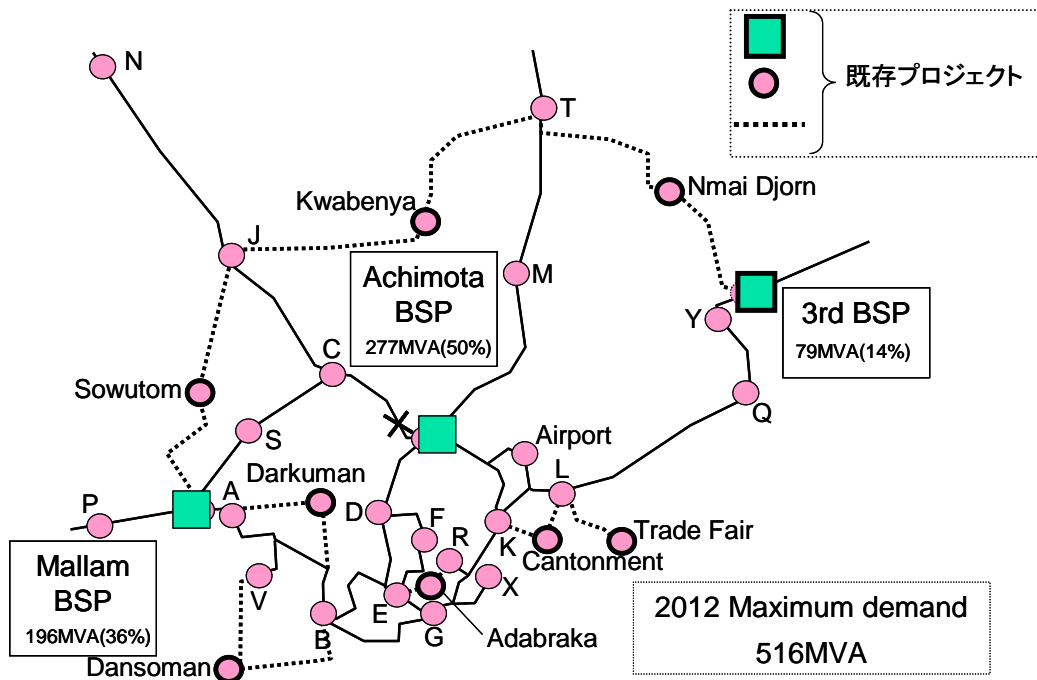 N
T
既存プロジェクト
Kwabenya
Nmai Djorn
J
Achimota
BSP
277MVA(50%)
M
3rd BSP
79MVA(14%)
Y
C
Sowutom
Q
S
Airport
Darkuman
L
P
A
D
F
K
Trade Fair
R
Cantonment
Mallam
BSP
196MVA(36%)
V
X
E
B
G
Adabraka
2012 Maximum demand
516MVA
Dansoman